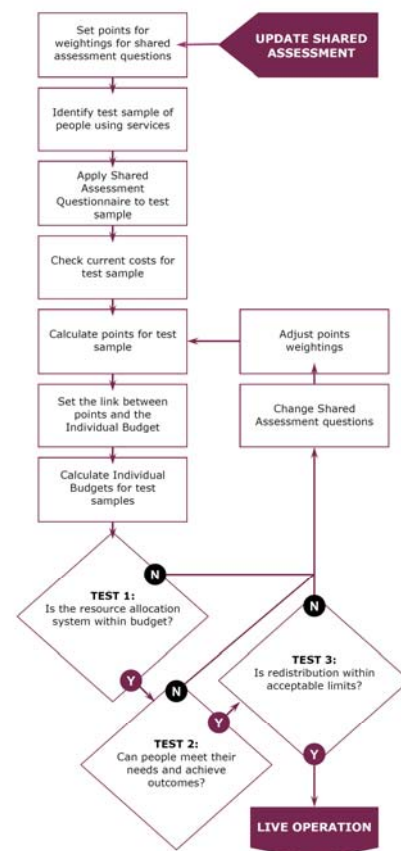 Set points for
weightings for shared
assessment questions
UPDATE SHARED
ASSESSMENT
Identify test sample of
people using services
Apply Shared
Assessment
Questionnaire to test
sample
Check current costs for
test sample
Calculate points for test
sample
Adjust points
weightings
Set the link between
points and the
Individual Budget
Change Shared
Assessment questions
Calculate Individual
Budgets for test
samples
N
TEST 1:
Is the resource allocation
system within budget?
Y
N
TEST 2:
Can people meet their
needs and achieve
outcomes?
Y
N
TEST 3:
Is redistribution within
acceptable limits?
Y
LIVE OPERATION